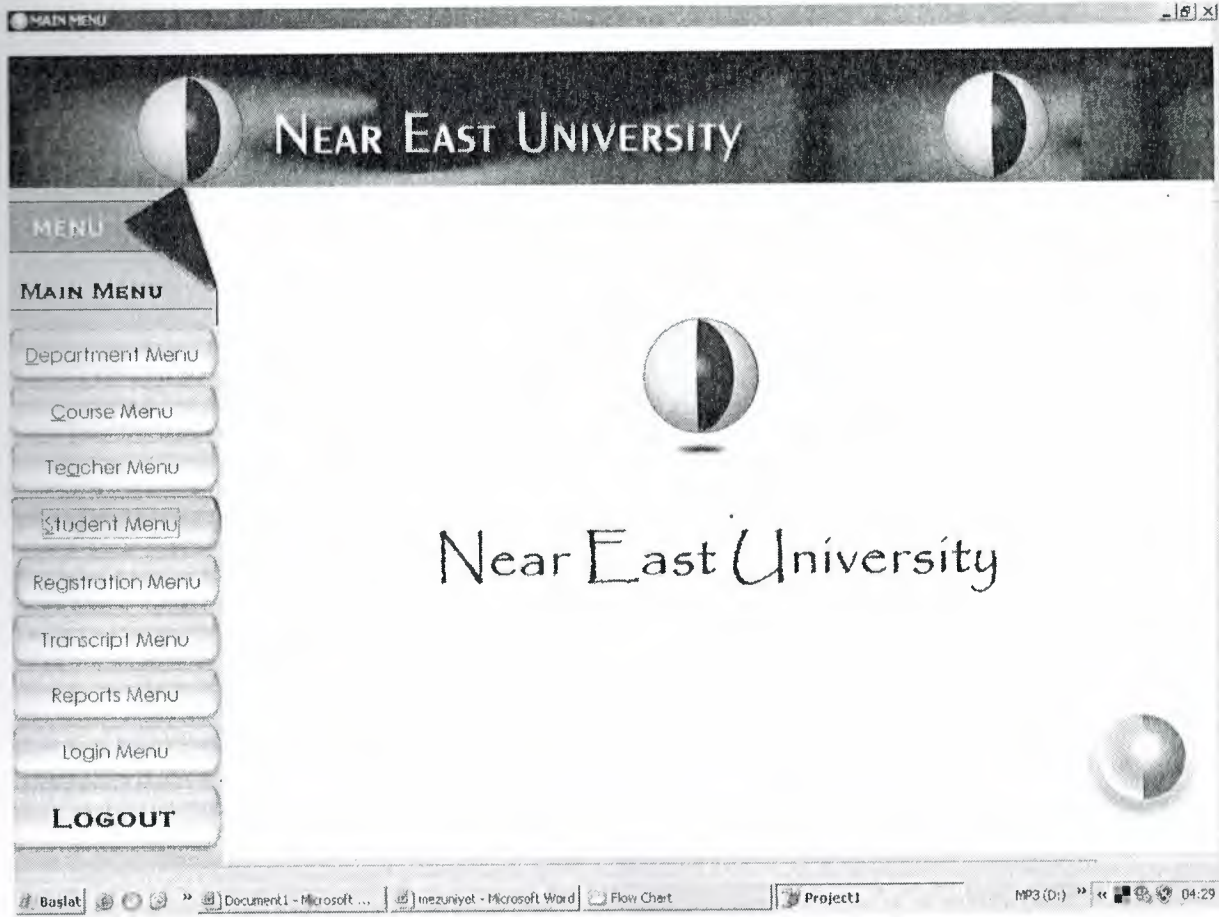 MAIN MENU
NEAR EAST UNIVERSITY
MENU
MAIN MENU
Department Menu
Course Menu
Teacher Menu
Student Menu
Registration Menu
Transcript Menu
Reports Menu
Login Menu
LOGOUT
Near East University
Başlat » Document1 - Microsoft ... mezuniyet - Microsoft Word Flow Chart Project1 MP3 (D:) » « 04:29